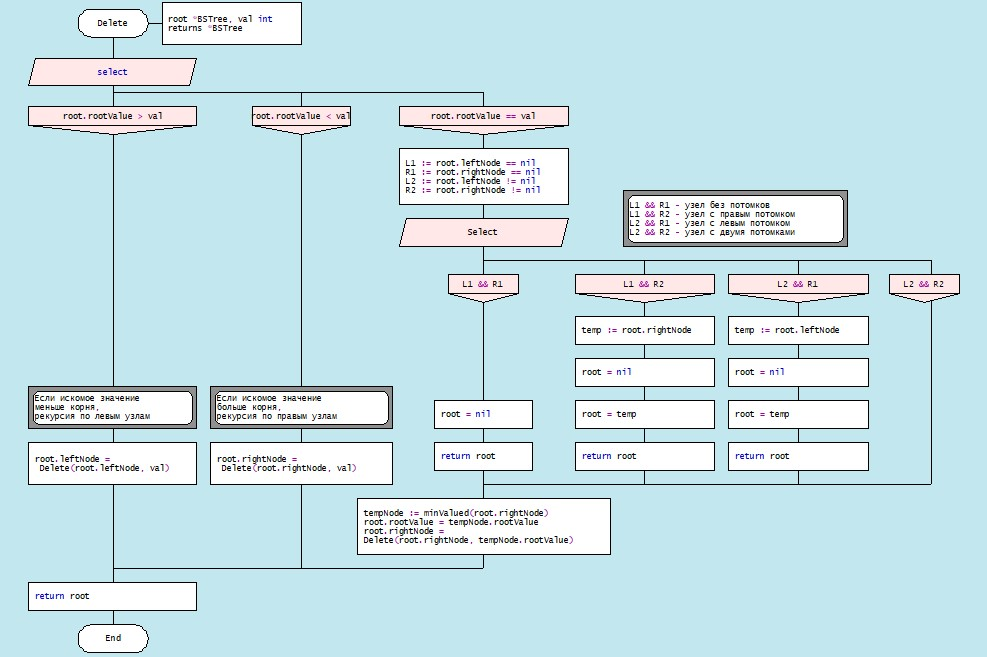 Delete
root *BSTree, val int
returns *BSTree
select
root.rootValue > val
root.rootValue < val
root.rootValue == val
L1 := root.leftNode == nil
R1 := root.rightNode == nil
L2 := root.leftNode != nil
R2 := root.rightNode != nil
Select
L1 && R1 - узел без потомков
L1 && R2 - узел с правым потомком
L2 && R1 - узел с левым потомком
L2 && R2 - узел с двумя потомками
L1 && R1
L1 && R2
L2 && R1
L2 && R2
temp := root.rightNode
temp := root.leftNode
root = nil
root = nil
Если искомое значение
меньше корня,
рекурсия по левым узлам
Если искомое значение
больше корня,
рекурсия по правым узлам
root = nil
root = temp
root = temp
root.leftNode =
Delete(root.leftNode, val)
root.rightNode =
Delete(root.rightNode, val)
return root
return root
return root
tempNode := minValued(root.rightNode)
root.rootValue = tempNode.rootValue
root.rightNode =
Delete(root.rightNode, tempNode.rootValue)
return root
End